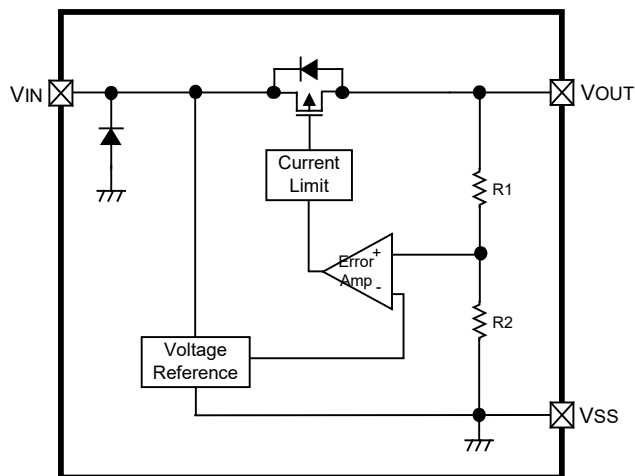 VIN
VOUT
Current
Limit
R1
Error
Amp
+
-
R2
Voltage
Reference
VSS